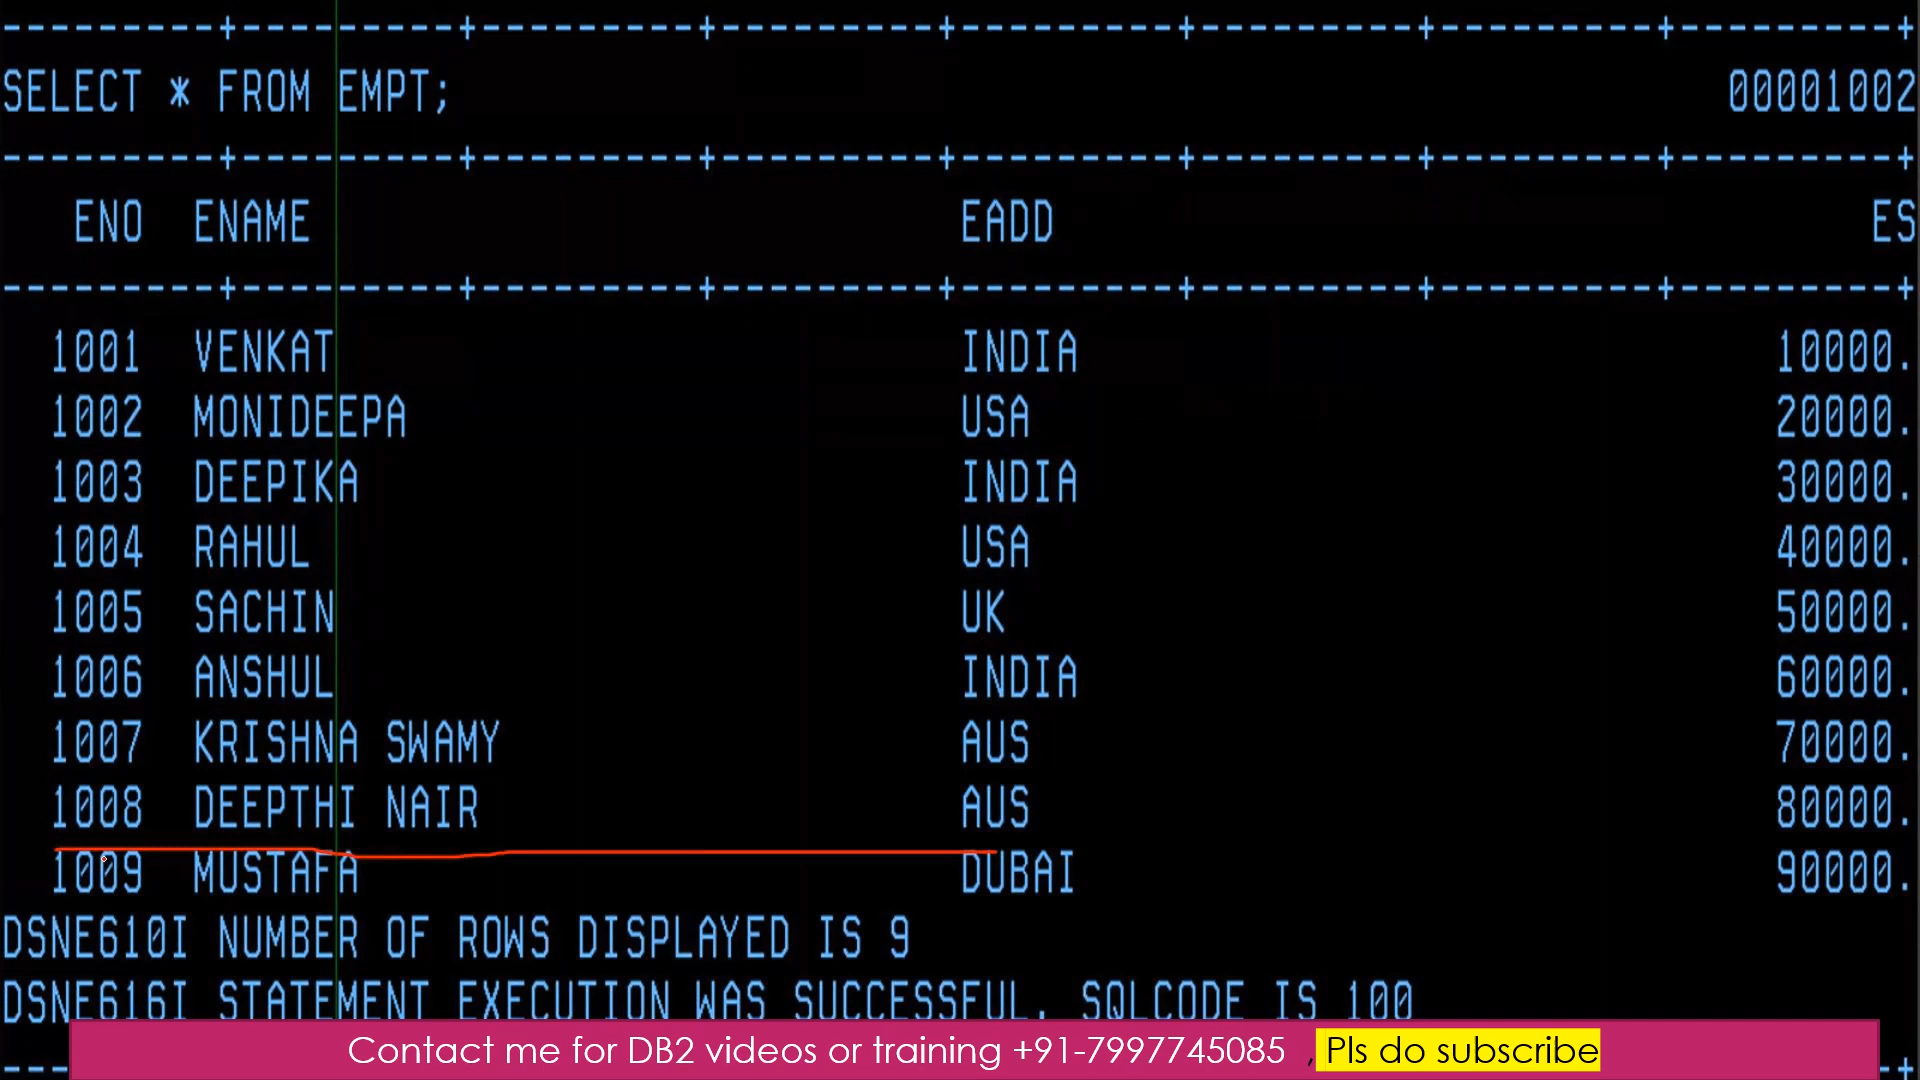 ---------+---------+---------+---------+---------+---------+---------+---------+
SELECT * FROM EMPT; 00001002
---------+---------+---------+---------+---------+---------+---------+---------+
ENO ENAME EADD ES
---------+---------+---------+---------+---------+---------+---------+---------+
1001 VENKAT INDIA 10000.
1002 MONIDEEPA USA 20000.
1003 DEEPIKA INDIA 30000.
1004 RAHUL USA 40000.
1005 SACHIN UK 50000.
1006 ANSHUL INDIA 60000.
1007 KRISHNA SWAMY AUS 70000.
1008 DEEPTHI NAIR AUS 80000.
1009 MUSTAFA DUBAI 90000.
DSNE610I NUMBER OF ROWS DISPLAYED IS 9
DSNE616I STATEMENT EXECUTION WAS SUCCESSFUL, SQLCODE IS 100
Contact me for DB2 videos or training +91-7997745085 , Pls do subscribe